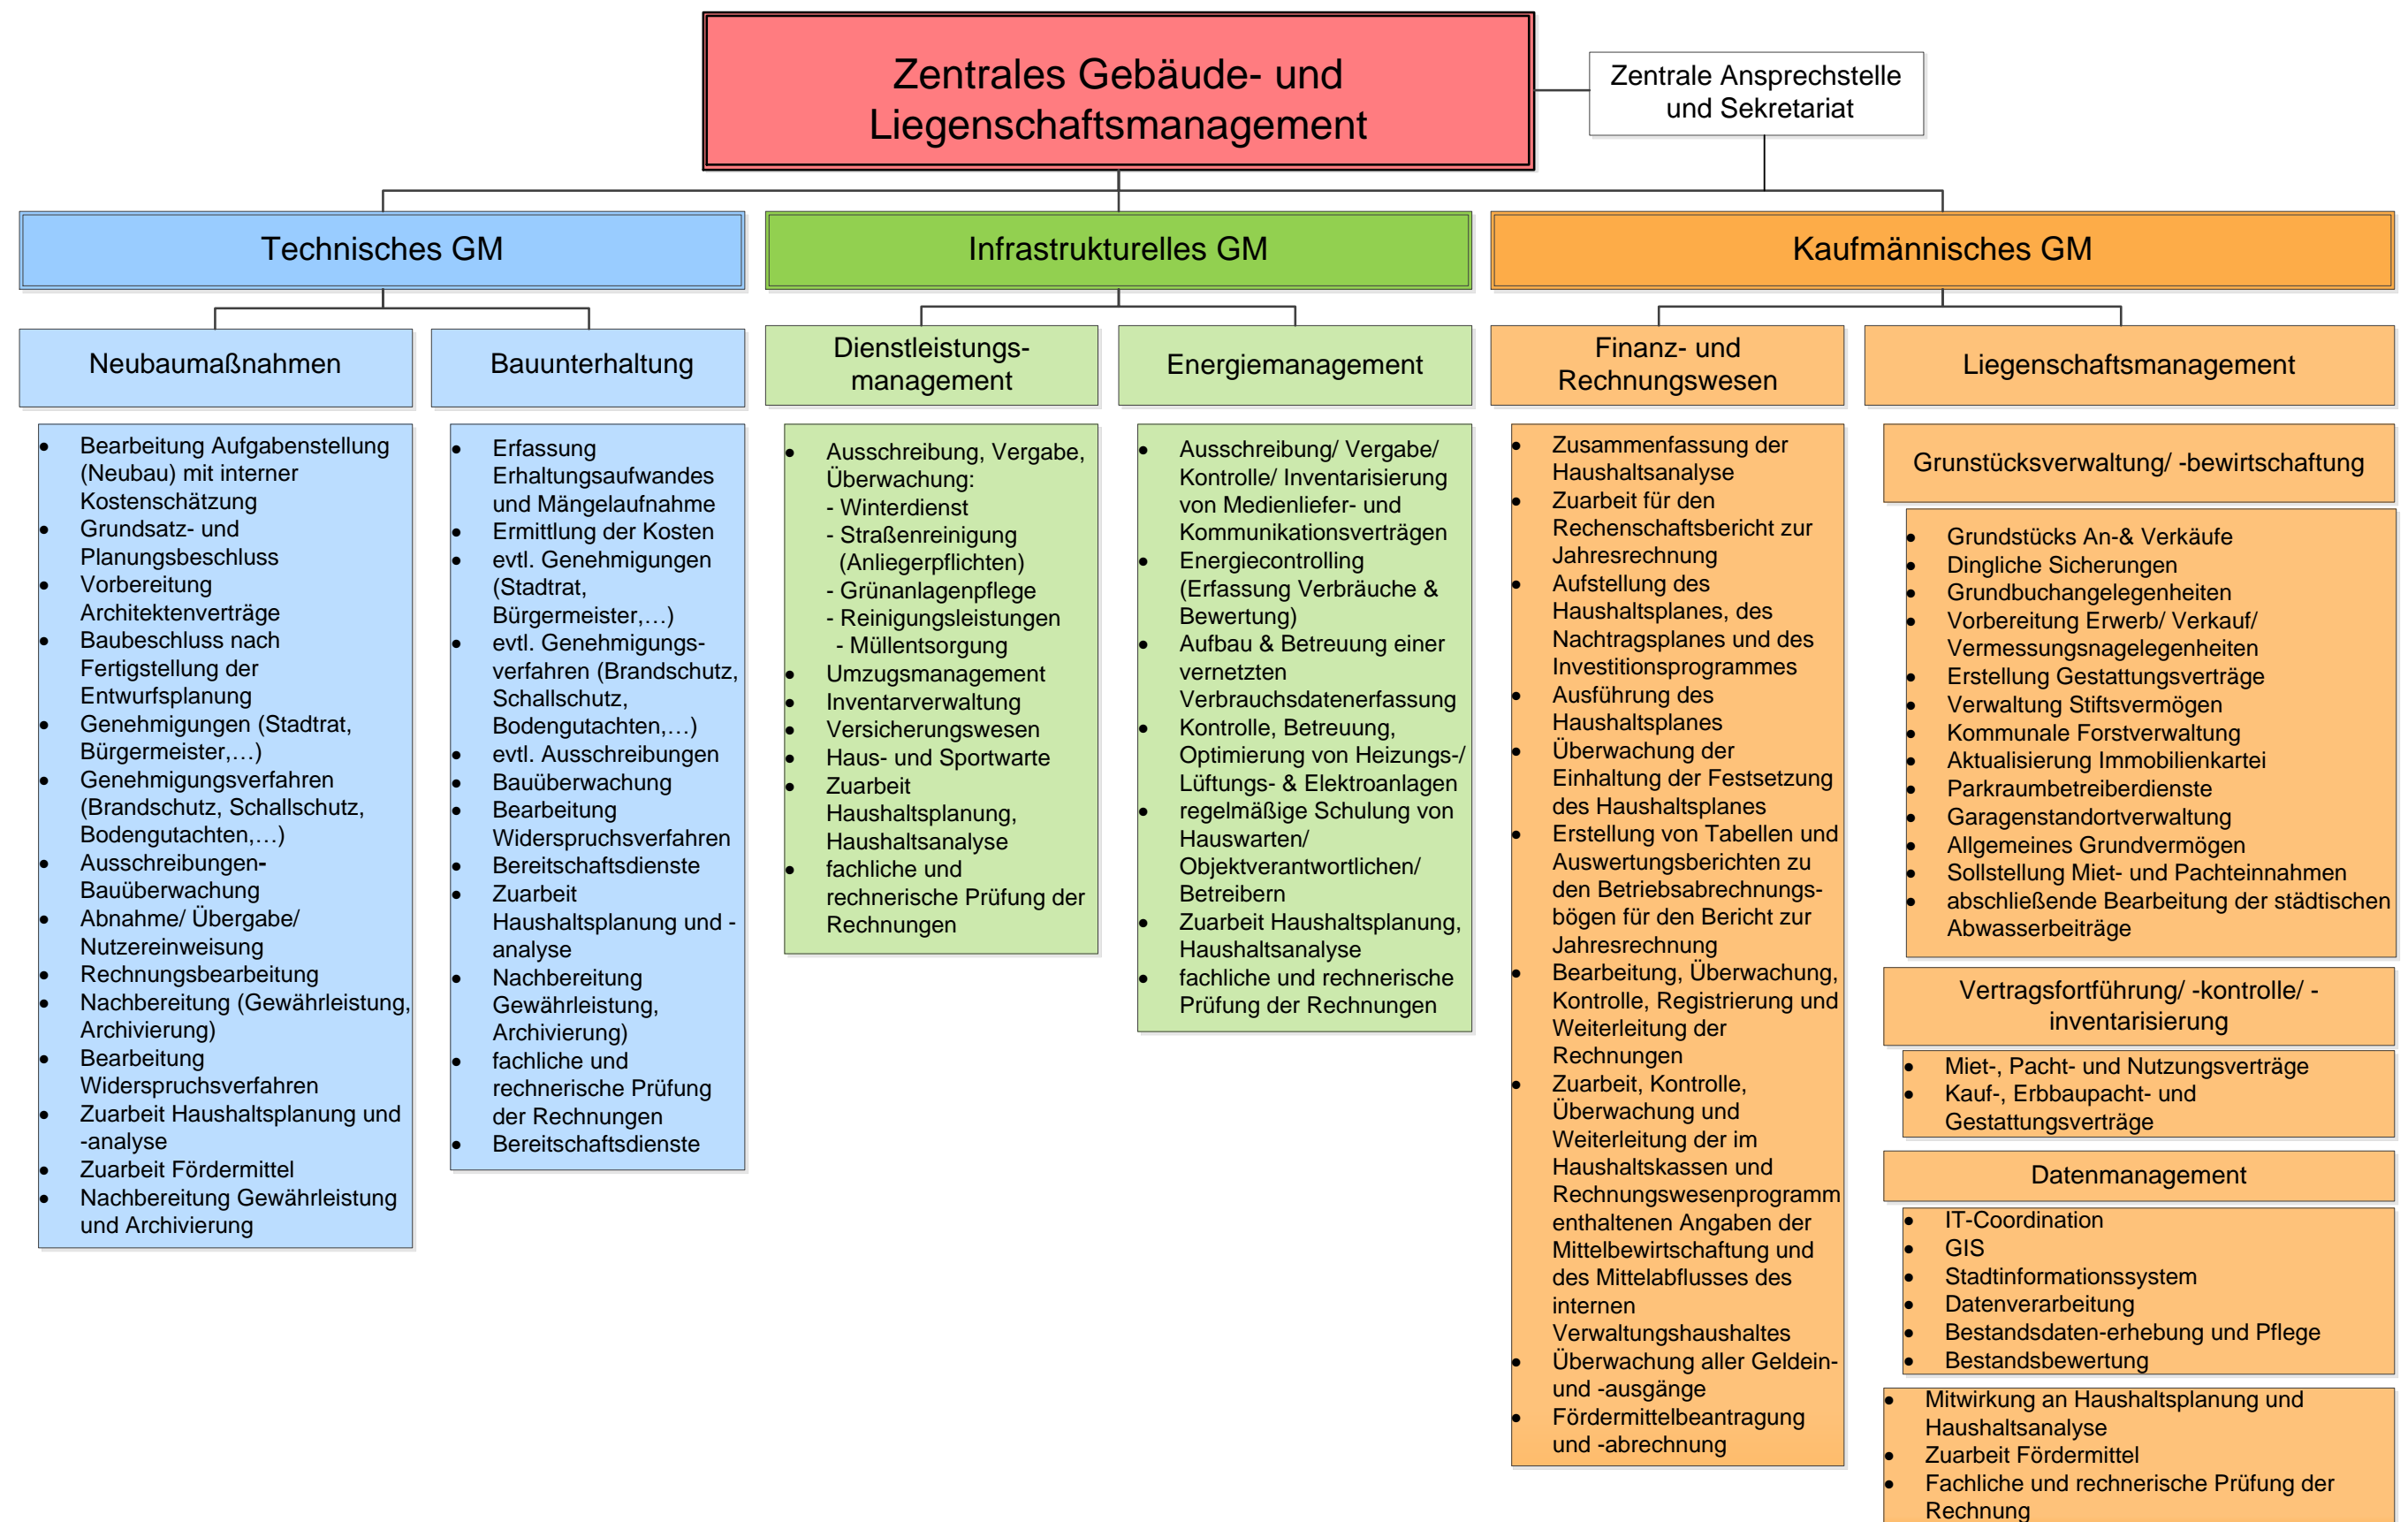 Zentrales Gebäude- und
Liegenschaftsmanagement
Zentrale Ansprechstelle
und Sekretariat
Technisches GM
Infrastrukturelles GM
Kaufmännisches GM
Neubaumaßnahmen
Bauunterhaltung
Dienstleistungs-
management
Energiemanagement
Finanz- und
Rechnungswesen
Liegenschaftsmanagement
• Bearbeitung Aufgabenstellung
(Neubau) mit interner
Kostenschätzung
• Grundsatz- und
Planungsbeschluss
• Vorbereitung
Architektenverträge
• Baubeschluss nach
Fertigstellung der
Entwurfsplanung
• Genehmigungen (Stadtrat,
Bürgermeister,…)
• Genehmigungsverfahren
(Brandschutz, Schallschutz,
Bodengutachten,…)
• Ausschreibungen-
Bauüberwachung
• Abnahme/ Übergabe/
Nutzereinweisung
• Rechnungsbearbeitung
• Nachbereitung (Gewährleistung,
Archivierung)
• Bearbeitung
Widerspruchsverfahren
• Zuarbeit Haushaltsplanung und
-analyse
• Zuarbeit Fördermittel
• Nachbereitung Gewährleistung
und Archivierung
• Erfassung
Erhaltungsaufwandes
und Mängelaufnahme
• Ermittlung der Kosten
• evtl. Genehmigungen
(Stadtrat,
Bürgermeister,…)
• evtl. Genehmigungs-
verfahren (Brandschutz,
Schallschutz,
Bodengutachten,…)
• evtl. Ausschreibungen
• Bauüberwachung
• Bearbeitung
Widerspruchsverfahren
• Bereitschaftsdienste
• Zuarbeit
Haushaltsplanung und -
analyse
• Nachbereitung
Gewährleistung,
Archivierung)
• fachliche und
rechnerische Prüfung
der Rechnungen
• Bereitschaftsdienste
• Ausschreibung, Vergabe,
Überwachung:
- Winterdienst
- Straßenreinigung
(Anliegerpflichten)
- Grünanlagenpflege
- Reinigungsleistungen
- Müllentsorgung
• Umzugsmanagement
• Inventarverwaltung
• Versicherungswesen
• Haus- und Sportwarte
• Zuarbeit
Haushaltsplanung,
Haushaltsanalyse
• fachliche und
rechnerische Prüfung der
Rechnungen
• Ausschreibung/ Vergabe/
Kontrolle/ Inventarisierung
von Medienliefer- und
Kommunikationsverträgen
• Energiecontrolling
(Erfassung Verbräuche &
Bewertung)
• Aufbau & Betreuung einer
vernetzten
Verbrauchsdatenerfassung
• Kontrolle, Betreuung,
Optimierung von Heizungs-/
Lüftungs- & Elektroanlagen
• regelmäßige Schulung von
Hauswarten/
Objektverantwortlichen/
Betreibern
• Zuarbeit Haushaltsplanung,
Haushaltsanalyse
• fachliche und rechnerische
Prüfung der Rechnungen
• Zusammenfassung der
Haushaltsanalyse
• Zuarbeit für den
Rechenschaftsbericht zur
Jahresrechnung
• Aufstellung des
Haushaltsplanes, des
Nachtragsplanes und des
Investitionsprogrammes
• Ausführung des
Haushaltsplanes
• Überwachung der
Einhaltung der Festsetzung
des Haushaltsplanes
• Erstellung von Tabellen und
Auswertungsberichten zu
den Betriebsabrechnungs-
bögen für den Bericht zur
Jahresrechnung
• Bearbeitung, Überwachung,
Kontrolle, Registrierung und
Weiterleitung der
Rechnungen
• Zuarbeit, Kontrolle,
Überwachung und
Weiterleitung der im
Haushaltskassen und
Rechnungswesenprogramm
enthaltenen Angaben der
Mittelbewirtschaftung und
des Mittelabflusses des
internen
Verwaltungshaushaltes
• Überwachung aller Geldein-
und -ausgänge
• Fördermittelbeantragung
und -abrechnung
Grunstücksverwaltung/ -bewirtschaftung
• Grundstücks An-& Verkäufe
• Dingliche Sicherungen
• Grundbuchangelegenheiten
• Vorbereitung Erwerb/ Verkauf/
Vermessungsnagelegenheiten
• Erstellung Gestattungsverträge
• Verwaltung Stiftsvermögen
• Kommunale Forstverwaltung
• Aktualisierung Immobilienkartei
• Parkraumbetreiberdienste
• Garagenstandortverwaltung
• Allgemeines Grundvermögen
• Sollstellung Miet- und Pachteinnahmen
• abschließende Bearbeitung der städtischen
Abwasserbeiträge
Vertragsfortführung/ -kontrolle/ -
inventarisierung
• Miet-, Pacht- und Nutzungsverträge
• Kauf-, Erbbaupacht- und
Gestattungsverträge
Datenmanagement
• IT-Coordination
• GIS
• Stadtinformationssystem
• Datenverarbeitung
• Bestandsdaten-erhebung und Pflege
• Bestandsbewertung
• Mitwirkung an Haushaltsplanung und
Haushaltsanalyse
• Zuarbeit Fördermittel
• Fachliche und rechnerische Prüfung der
Rechnung